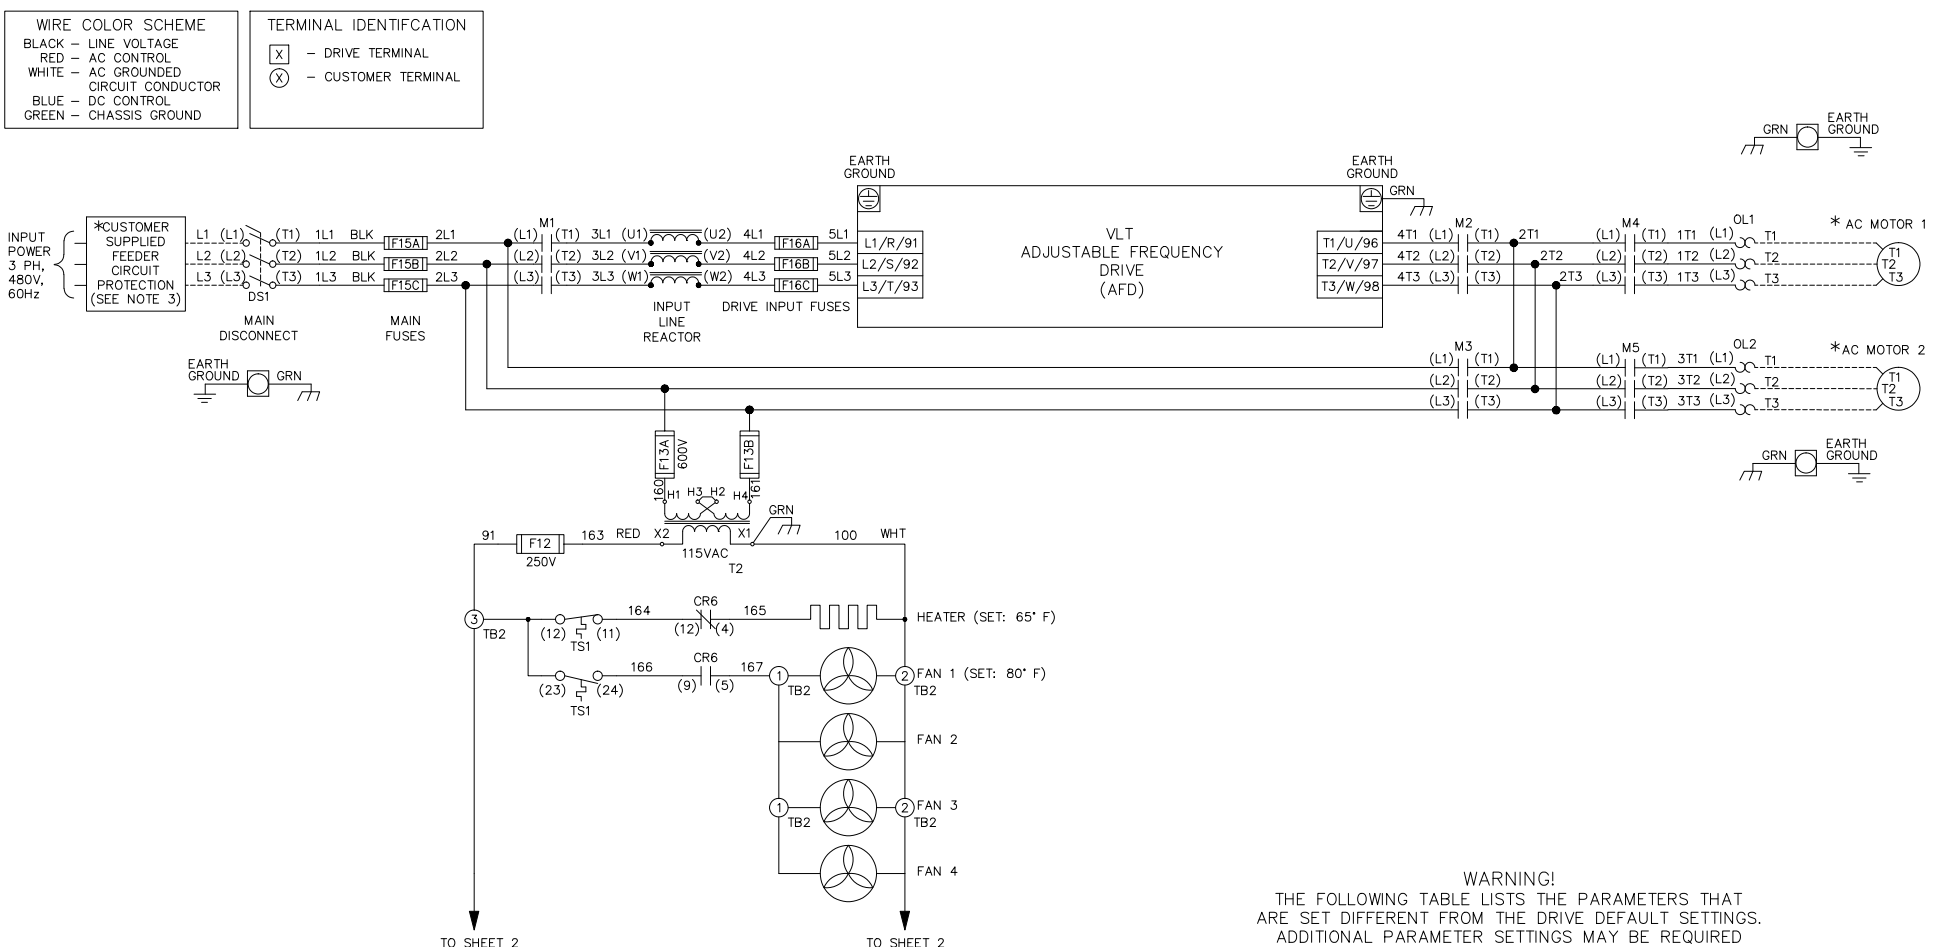 WIRE COLOR SCHEME
BLACK – LINE VOLTAGE
RED – AC CONTROL
WHITE – AC GROUNDED
CIRCUIT CONDUCTOR
BLUE – DC CONTROL
GREEN – CHASSIS GROUND
TERMINAL IDENTIFCATION
X – DRIVE TERMINAL
X – CUSTOMER TERMINAL
GRN
EARTH
GROUND
INPUT
POWER
3 PH,
480V,
60Hz
*CUSTOMER
SUPPLIED
FEEDER
CIRCUIT
PROTECTION
(SEE NOTE 3)
L1 (L1) (T1) 1L1 BLK F15A 2L1
L2 (L2) 1L2 BLK F15B 2L2
L3 (L3) (T3) 1L3 BLK F15C 2L3
DS1
MAIN
DISCONNECT
MAIN
FUSES
M1
(L1) (T1) 3L1 (U1) (U2) 4L1 F16A 5L1
(L2) (T2) 3L2 (V1) (V2) 4L2 F16B 5L2
(L3) (T3) 3L3 (W1) (W2) 4L3 F16C 5L3
INPUT
LINE
REACTOR
DRIVE INPUT FUSES
EARTH
GROUND
L1/R/91
L2/S/92
L3/T/93
VLT
ADJUSTABLE FREQUENCY
DRIVE
(AFD)
EARTH
GROUND
GRN
T1/U/96
T2/V/97
T3/W/98
M2 M4 OL1
4T1 (L1) (T1) 2T1 (L1) (T1) 1T1 (L1) T1
4T2 (L2) (T2) 2T2 (L2) (T2) 1T2 (L2) T2
4T3 (L3) (T3) 2T3 (L3) (T3) 1T3 (L3) T3
* AC MOTOR 1
T1
T2
T3
M3 M5 OL2
(L1) (T1) (L1) (T1) 3T1 (L1) T1
(L2) (T2) (L2) (T2) 3T2 (L2) T2
(L3) (T3) (L3) (T3) 3T3 (L3) T3
*AC MOTOR 2
T1
T2
T3
EARTH
GROUND
GRN
GRN
EARTH
GROUND
F13A
600V
F13B
160
161
H1 H3 H2 H4
GRN
91 F12 163 RED X2 X1 100 WHT
250V
115VAC
T2
3
TB2
(12) (11) 164 CR6 (12) (4) 165
TS1
HEATER (SET: 65° F)
(23) (24) 166 CR6 (9) (5) 167
TS1
1
TB2
2
TB2
FAN 1 (SET: 80° F)
FAN 2
1
TB2
2
TB2
FAN 3
FAN 4
TO SHEET 2
TO SHEET 2
WARNING!
THE FOLLOWING TABLE LISTS THE PARAMETERS THAT
ARE SET DIFFERENT FROM THE DRIVE DEFAULT SETTINGS.
ADDITIONAL PARAMETER SETTINGS MAY BE REQUIRED